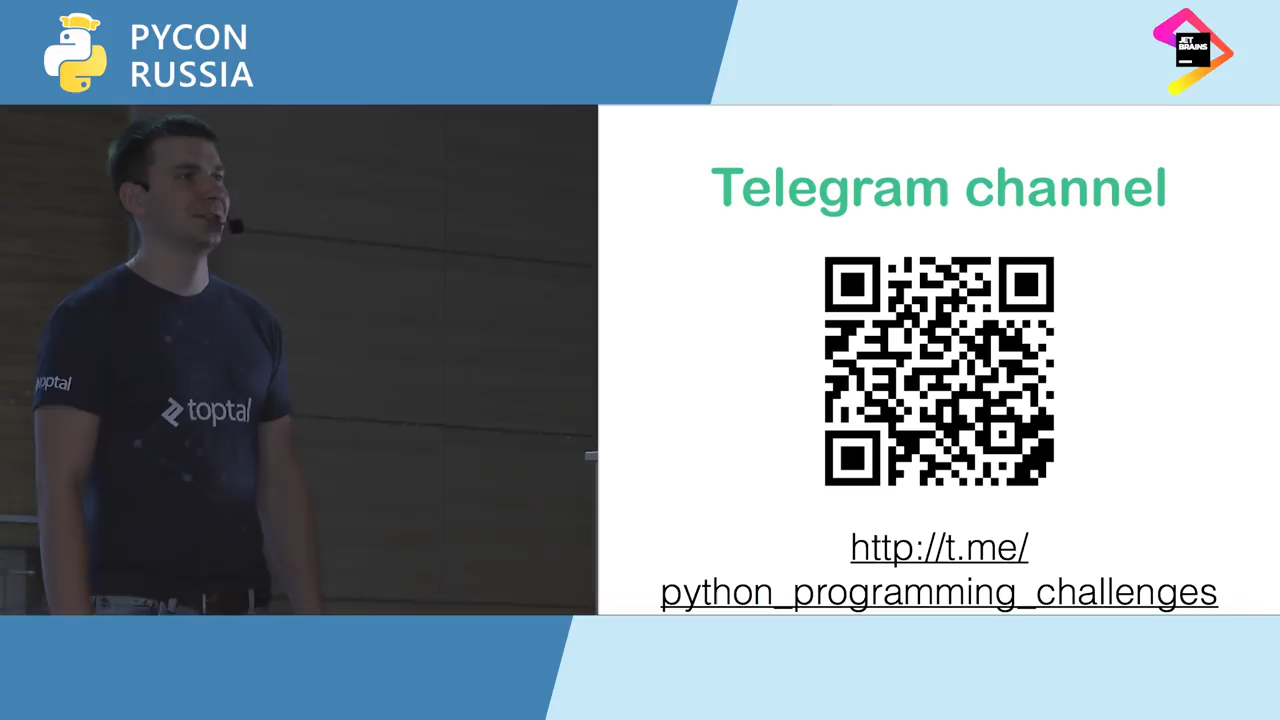 PYCON
RUSSIA
JET
BRAINS
Telegram channel
toptal
toptal
http://t.me/
python_programming_challenges